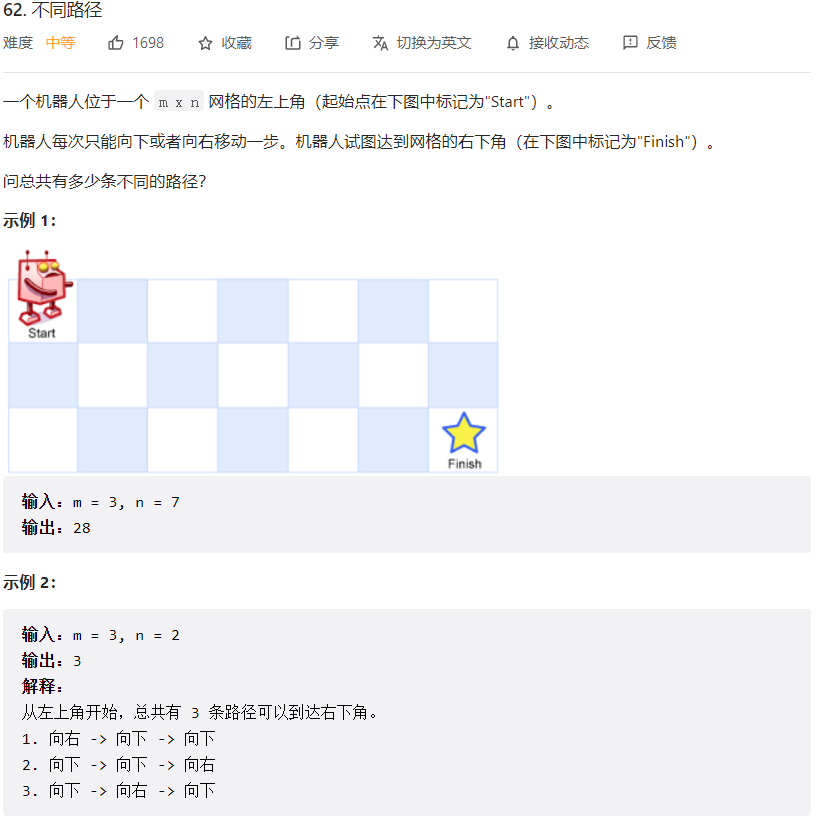 62. 不同路径
难度 中等 1698 收藏 分享 切换为英文 接收动态 反馈
一个机器人位于一个 m x n 网格的左上角（起始点在下图中标记为"Start"）。
机器人每次只能向下或者向右移动一步。机器人试图达到网格的右下角（在下图中标记为"Finish"）。
问总共有多少条不同的路径？
示例 1：
Start
Finish
输入：m = 3, n = 7
输出：28
示例 2：
输入：m = 3, n = 2
输出：3
解释：
从左上角开始，总共有 3 条路径可以到达右下角。
1. 向右 -> 向下 -> 向下
2. 向下 -> 向下 -> 向右
3. 向下 -> 向右 -> 向下